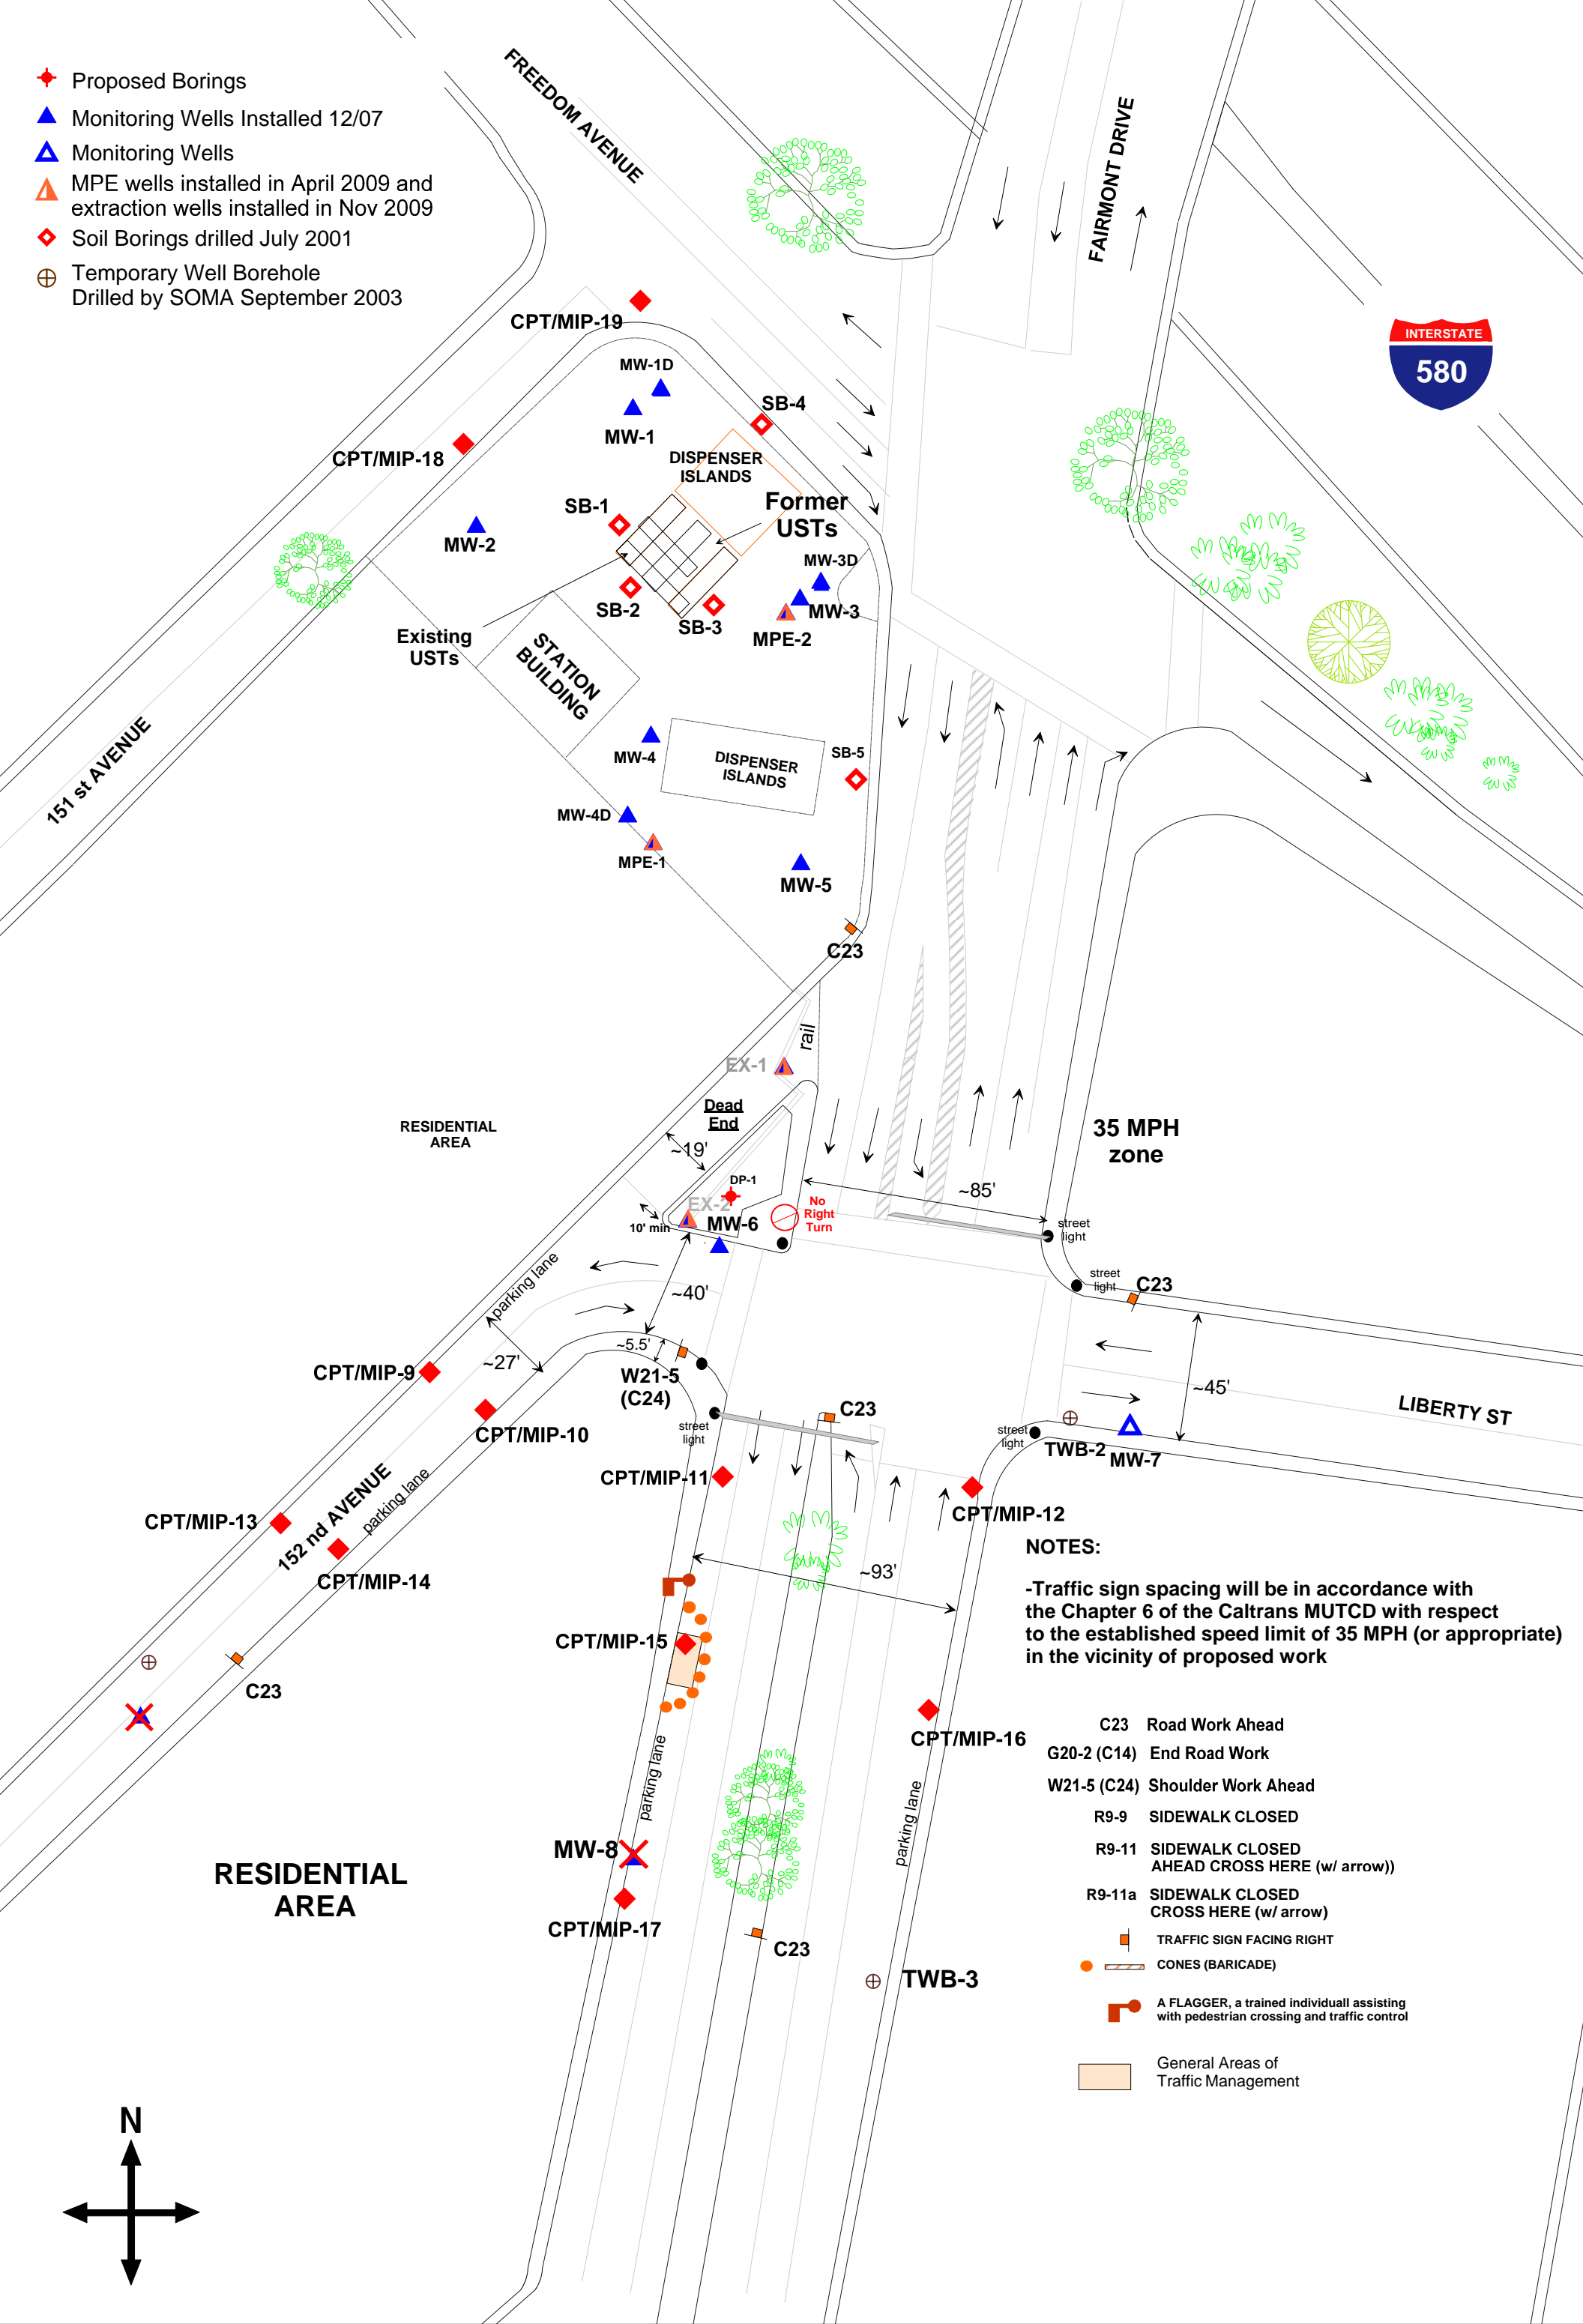 FREEDOM AVENUE
FAIRMONT DRIVE
Proposed Borings
Monitoring Wells Installed 12/07
Monitoring Wells
MPE wells installed in April 2009 and
extraction wells installed in Nov 2009
Soil Borings drilled July 2001
Temporary Well Borehole
Drilled by SOMA September 2003
INTERSTATE
580
CPT/MIP-19
MW-1D
MW-1
SB-4
CPT/MIP-18
DISPENSER
ISLANDS
Former
USTs
SB-1
MW-2
MW-3D
SB-2
SB-3
MW-3
MPE-2
Existing
USTs
STATION
BUILDING
151 st AVENUE
MW-4
DISPENSER
ISLANDS
SB-5
MW-4D
MPE-1
MW-5
C23
rail
EX-1
Dead
End
RESIDENTIAL
AREA
35 MPH
zone
~19'
DP-1
~85'
EX-2
No
Right
Turn
10' min
MW-6
street
light
street
light
C23
parking lane
~40'
~5.5'
~27'
CPT/MIP-9
W21-5
(C24)
~45'
LIBERTY ST
C23
CPT/MIP-10
street
light
street
light
TWB-2
MW-7
CPT/MIP-11
CPT/MIP-12
152 nd AVENUE
parking lane
CPT/MIP-13
CPT/MIP-14
~93'
NOTES:
-Traffic sign spacing will be in accordance with
the Chapter 6 of the Caltrans MUTCD with respect
to the established speed limit of 35 MPH (or appropriate)
in the vicinity of proposed work
CPT/MIP-15
C23
CPT/MIP-16
parking lane
parking lane
C23 Road Work Ahead
G20-2 (C14) End Road Work
W21-5 (C24) Shoulder Work Ahead
R9-9 SIDEWALK CLOSED
R9-11 SIDEWALK CLOSED
AHEAD CROSS HERE (w/ arrow))
R9-11a SIDEWALK CLOSED
CROSS HERE (w/ arrow)
TRAFFIC SIGN FACING RIGHT
CONES (BARICADE)
A FLAGGER, a trained individuall assisting
with pedestrian crossing and traffic control
General Areas of
Traffic Management
MW-8
RESIDENTIAL
AREA
CPT/MIP-17
C23
TWB-3
N